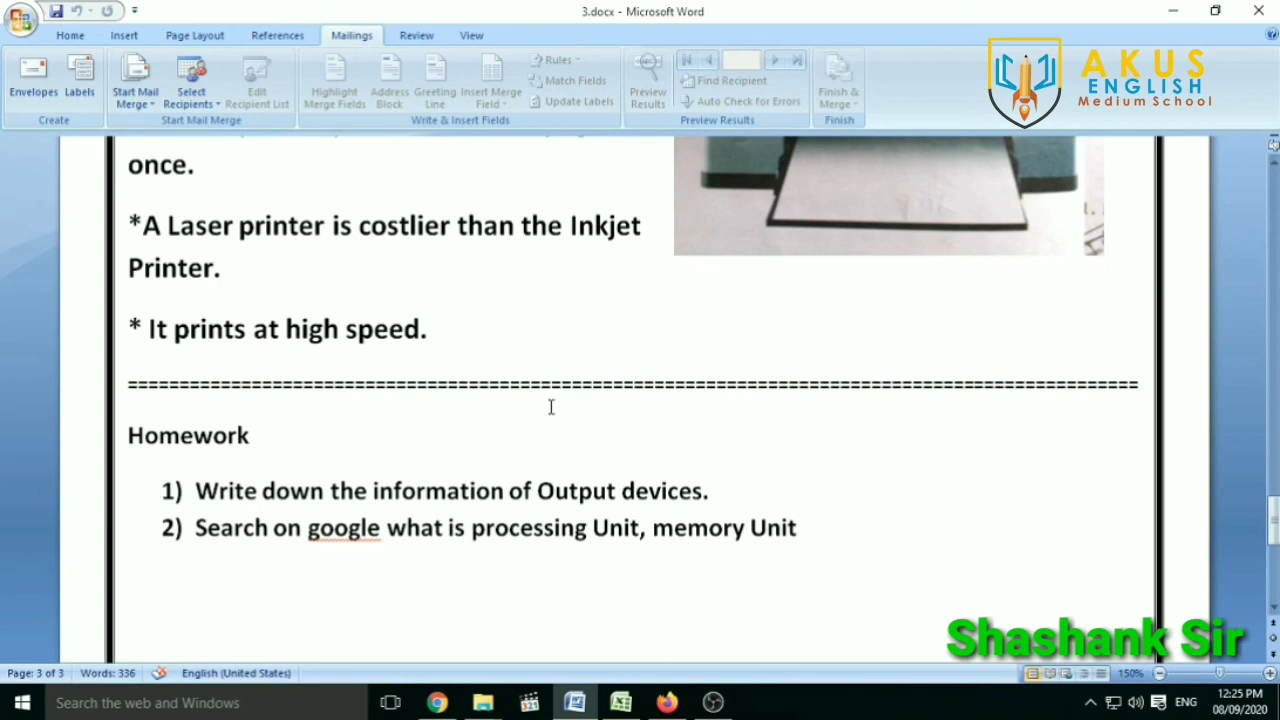 3.docx - Microsoft Word
Home Insert Page Layout References Mailings Review View
Envelopes Labels
Create
Start Mail Merge
Select Recipients
Edit Recipient List
Start Mail Merge
Highlight Merge Fields
Address Block
Greeting Line
Insert Merge Field
Rules
Match Fields
Update Labels
Write & Insert Fields
Preview Results
Find Recipient
Auto Check for Errors
Preview Results
Finish & Merge
Finish
AKUS
ENGLISH
Medium School
once.
*A Laser printer is costlier than the Inkjet
Printer.
* It prints at high speed.
Homework
1) Write down the information of Output devices.
2) Search on google what is processing Unit, memory Unit
Shashank Sir
Page: 3 of 3 Words: 336 English (United States) 150%
Search the web and Windows
ENG
12:25 PM
08/09/2020